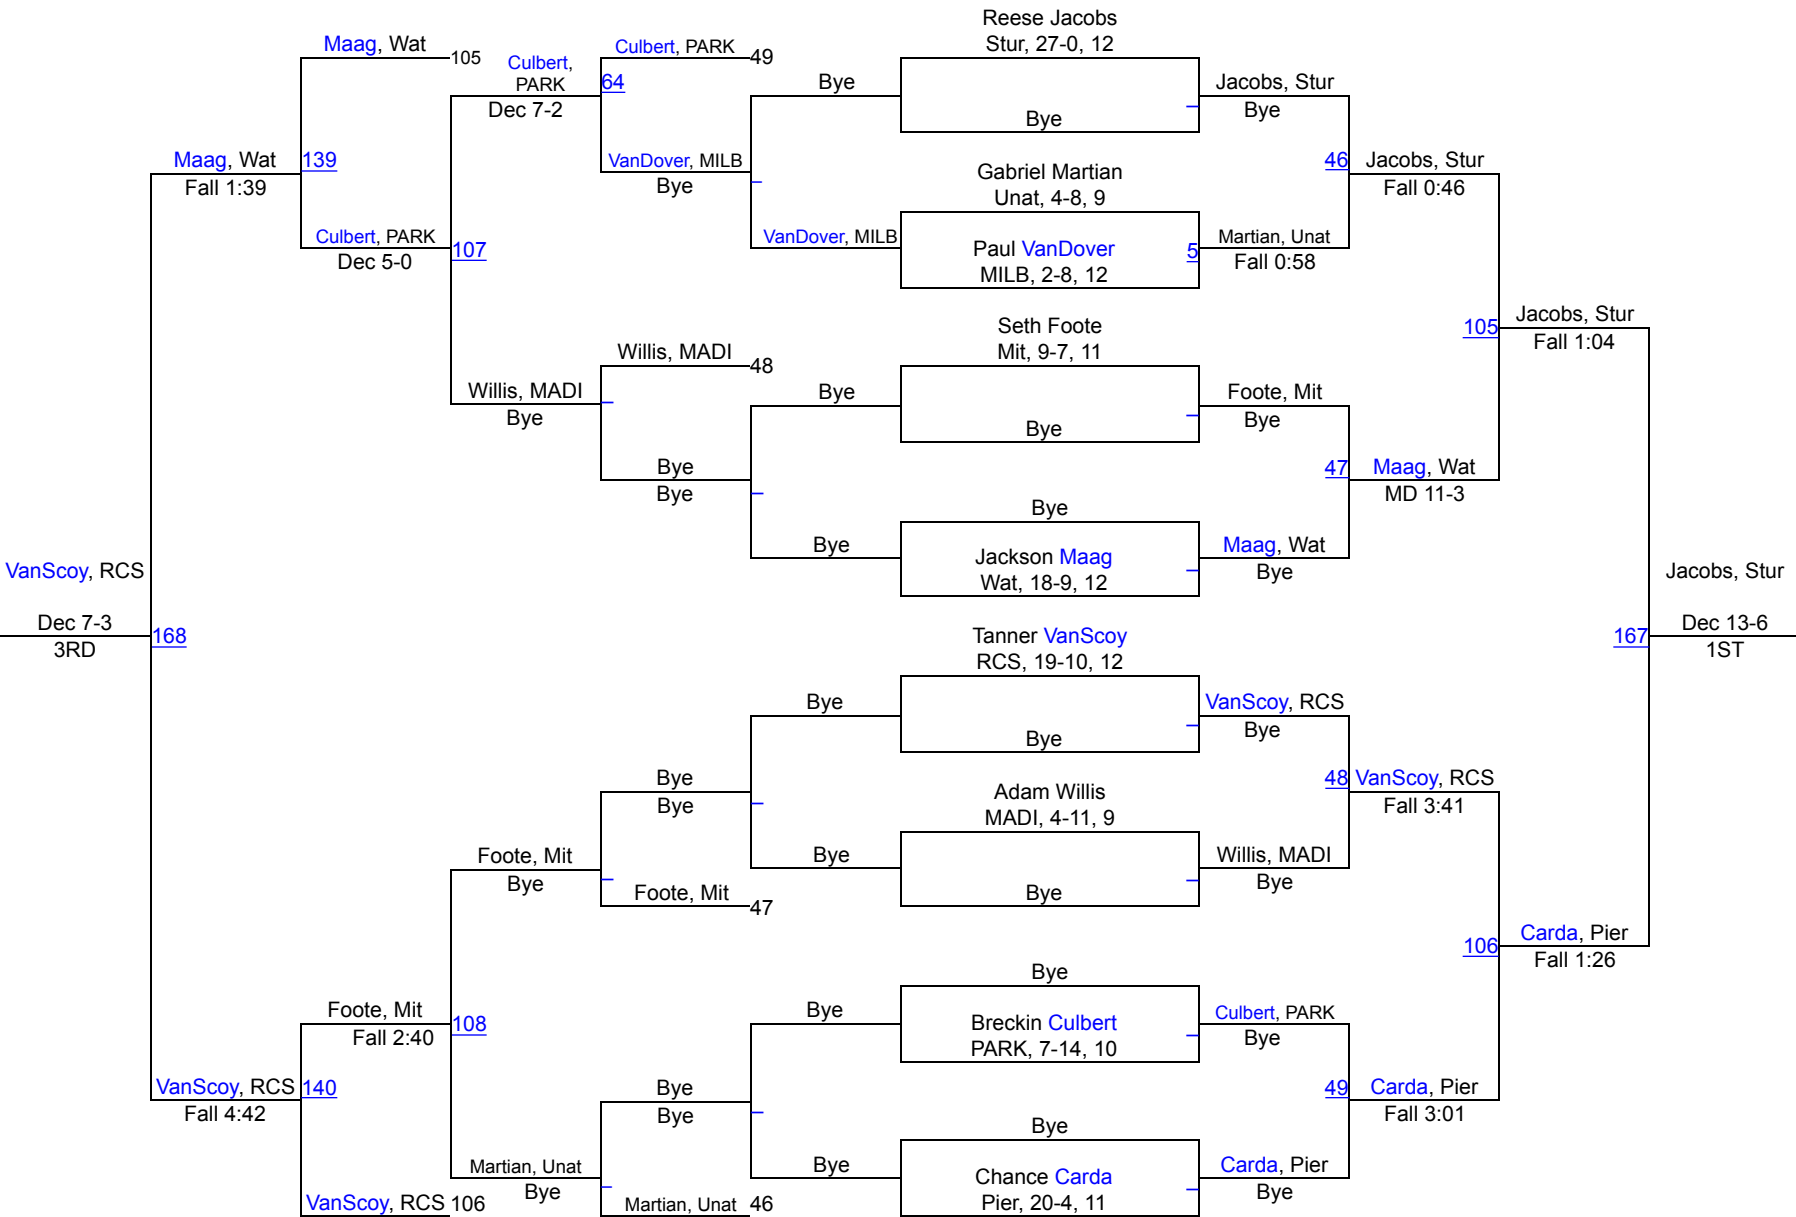 Reese Jacobs
Stur, 27-0, 12
Maag, Wat
105
Culbert, PARK
49
Culbert,
PARK
64
Dec 7-2
Bye
Jacobs, Stur
Bye
Bye
VanDover, MILB
Bye
Maag, Wat
139
Fall 1:39
Gabriel Martian
Unat, 4-8, 9
46
Jacobs, Stur
Fall 0:46
Culbert, PARK
107
Dec 5-0
VanDover, MILB
Paul VanDover
MILB, 2-8, 12
5
Martian, Unat
Fall 0:58
Seth Foote
Mit, 9-7, 11
105
Jacobs, Stur
Fall 1:04
Willis, MADI
48
Willis, MADI
Bye
Bye
Bye
Foote, Mit
Bye
Bye
Bye
47
Maag, Wat
MD 11-3
Bye
Bye
Jackson Maag
Wat, 18-9, 12
Maag, Wat
Bye
VanScoy, RCS
Dec 7-3
3RD
168
Jacobs, Stur
167
Dec 13-6
1ST
Tanner VanScoy
RCS, 19-10, 12
Bye
Bye
VanScoy, RCS
Bye
Bye
Bye
Adam Willis
MADI, 4-11, 9
48
VanScoy, RCS
Fall 3:41
Foote, Mit
Bye
Bye
Bye
Willis, MADI
Bye
Foote, Mit
47
106
Carda, Pier
Fall 1:26
Bye
Foote, Mit
108
Fall 2:40
Bye
Breckin Culbert
PARK, 7-14, 10
Culbert, PARK
Bye
VanScoy, RCS
140
Fall 4:42
Bye
Bye
49
Carda, Pier
Fall 3:01
Bye
Martian, Unat
Bye
Bye
Chance Carda
Pier, 20-4, 11
Carda, Pier
Bye
VanScoy, RCS
106
Martian, Unat
46